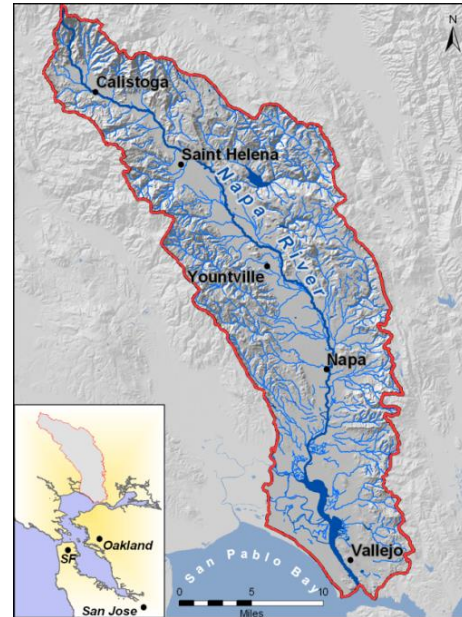 N
Calistoga
Saint Helena
Napa River
Yountville
Napa
Vallejo
San Pablo Bay
0 5 10
Miles
Oakland
SF
San Jose